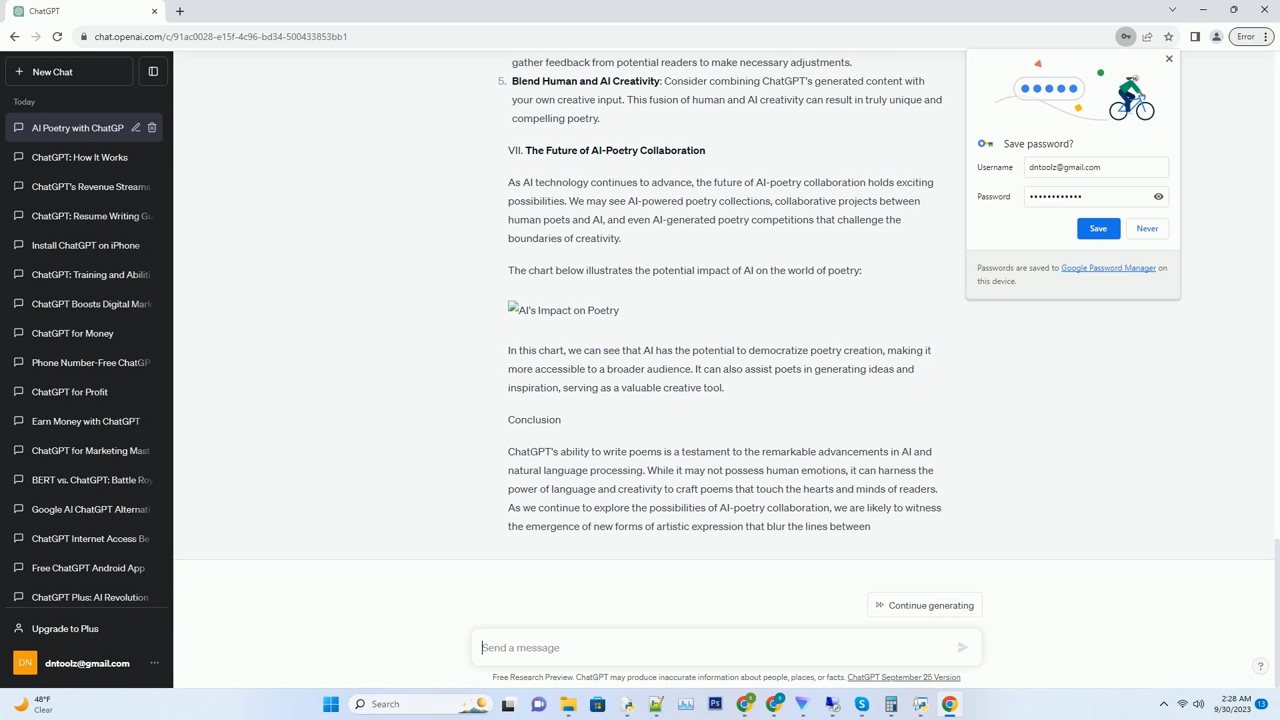 ChatGPT
chat.openai.com/c/91ac0028-e15f-4c96-bd34-500433853bb1
Error
New Chat
Today
AI Poetry with ChatGP
ChatGPT: How It Works
ChatGPT's Revenue Streams
ChatGPT: Resume Writing Gu
Install ChatGPT on iPhone
ChatGPT: Training and Abiliti
ChatGPT Boosts Digital Mark
ChatGPT for Money
Phone Number-Free ChatGP
ChatGPT for Profit
Earn Money with ChatGPT
ChatGPT for Marketing Mast
BERT vs. ChatGPT: Battle Roy
Google AI ChatGPT Alternati
ChatGPT Internet Access Be
Free ChatGPT Android App
ChatGPT Plus: AI Revolution
Upgrade to Plus
DN
dntoolz@gmail.com
gather feedback from potential readers to make necessary adjustments.
5. Blend Human and AI Creativity: Consider combining ChatGPT's generated content with
your own creative input. This fusion of human and AI creativity can result in truly unique and
compelling poetry.
VII. The Future of AI-Poetry Collaboration
As AI technology continues to advance, the future of AI-poetry collaboration holds exciting
possibilities. We may see AI-powered poetry collections, collaborative projects between
human poets and AI, and even AI-generated poetry competitions that challenge the
boundaries of creativity.
The chart below illustrates the potential impact of AI on the world of poetry:
AI's Impact on Poetry
In this chart, we can see that AI has the potential to democratize poetry creation, making it
more accessible to a broader audience. It can also assist poets in generating ideas and
inspiration, serving as a valuable creative tool.
Conclusion
ChatGPT's ability to write poems is a testament to the remarkable advancements in AI and
natural language processing. While it may not possess human emotions, it can harness the
power of language and creativity to craft poems that touch the hearts and minds of readers.
As we continue to explore the possibilities of AI-poetry collaboration, we are likely to witness
the emergence of new forms of artistic expression that blur the lines between
Continue generating
Send a message
Free Research Preview. ChatGPT may produce inaccurate information about people, places, or facts. ChatGPT September 25 Version
?
Save password?
Username dntoolz@gmail.com
Password ••••••••••••
Save Never
Passwords are saved to Google Password Manager on
this device.
48°F
Clear
Search
2:28 AM
9/30/2023
13